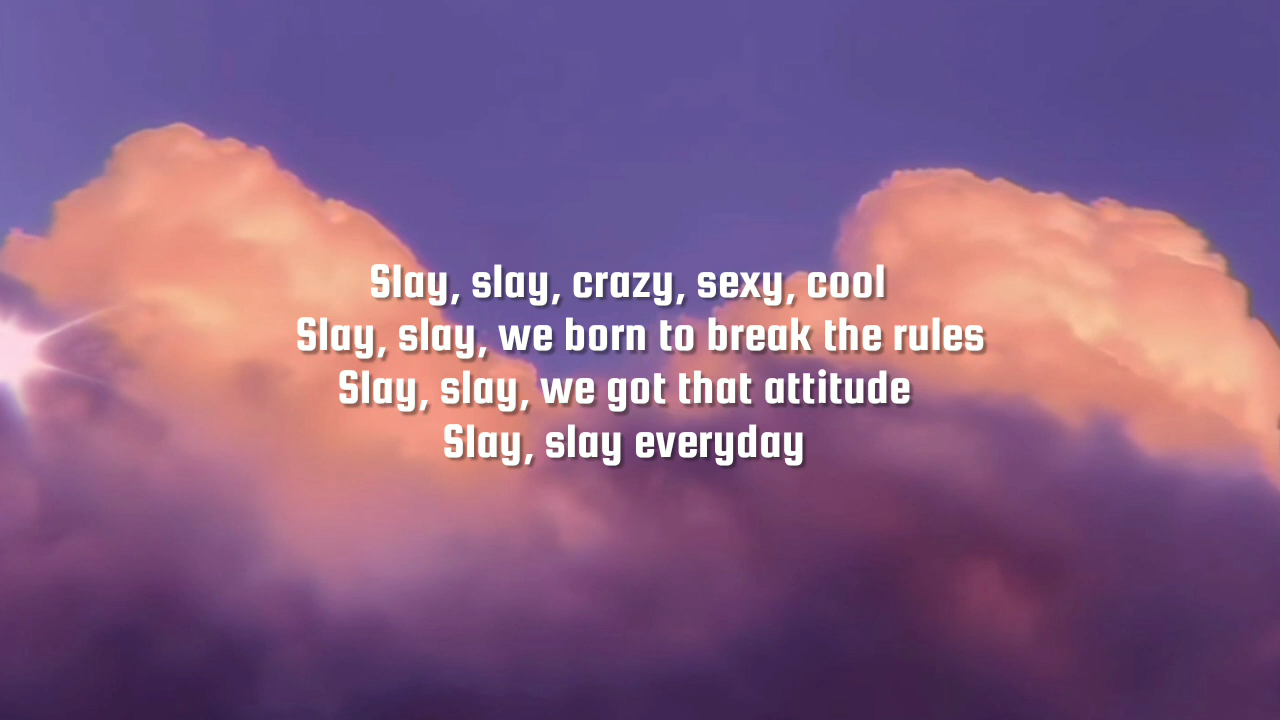 Slay, slay, crazy, sexy, cool
Slay, slay, we born to break the rules
Slay, slay, we got that attitude
Slay, slay everyday